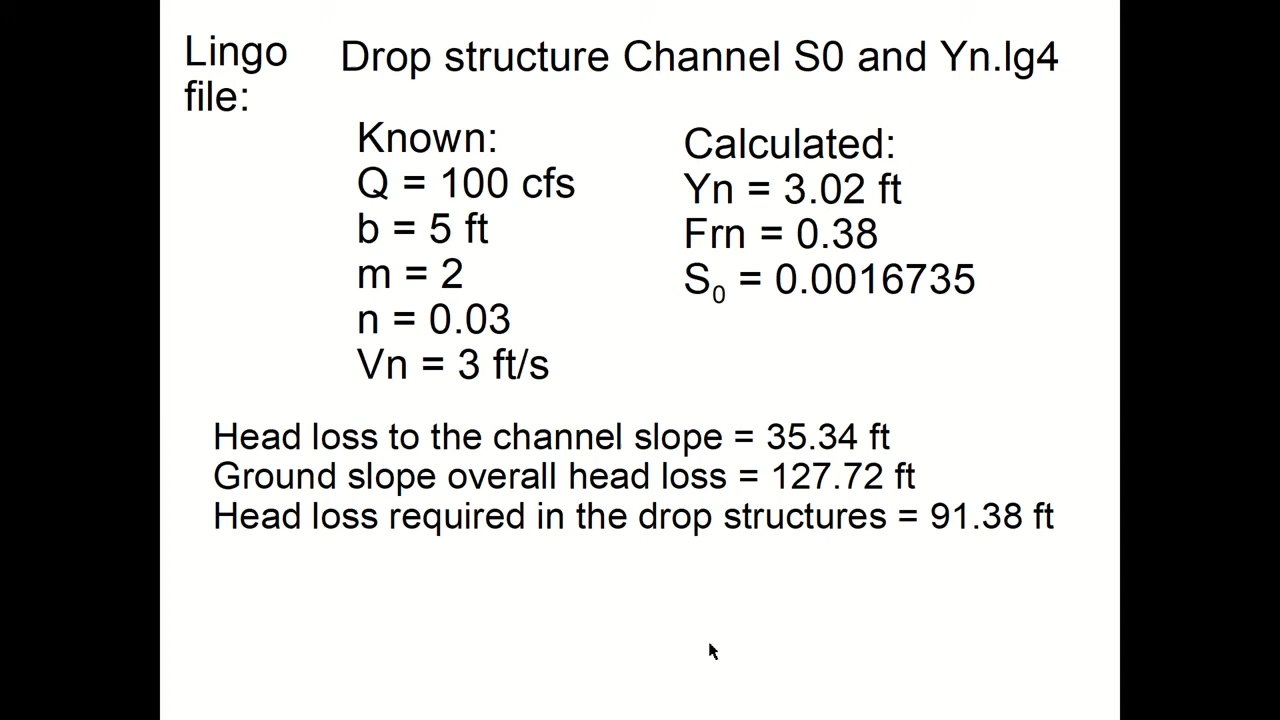 Lingo
file:
Drop structure Channel S0 and Yn.lg4
Known:
Q = 100 cfs
b = 5 ft
m = 2
n = 0.03
Vn = 3 ft/s
Calculated:
Yn = 3.02 ft
Frn = 0.38
S₀ = 0.0016735
Head loss to the channel slope = 35.34 ft
Ground slope overall head loss = 127.72 ft
Head loss required in the drop structures = 91.38 ft